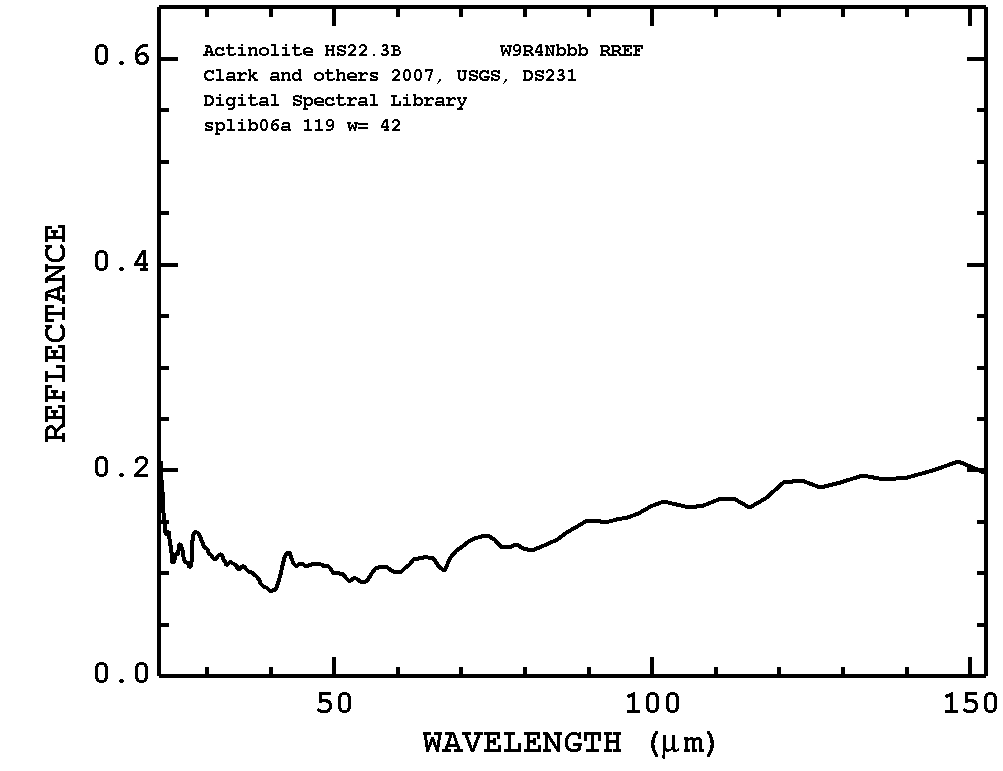 Actinolite HS22.3B W9R4Nbbb RREF
Clark and others 2007, USGS, DS231
Digital Spectral Library
splib06a 119 w= 42
0.6
0.4
0.2
0.0
REFLECTANCE
50 100 150
WAVELENGTH (μm)